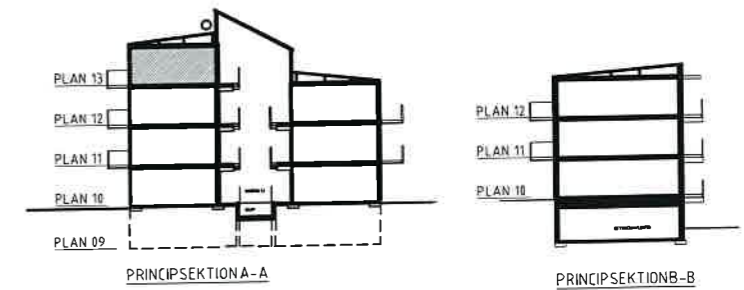 PLAN 13
PLAN 12
PLAN 11
PLAN 10
PLAN 09
PRINCIPSEKTION A-A
PLAN 12
PLAN 11
PLAN 10
PRINCIPSEKTION B-B